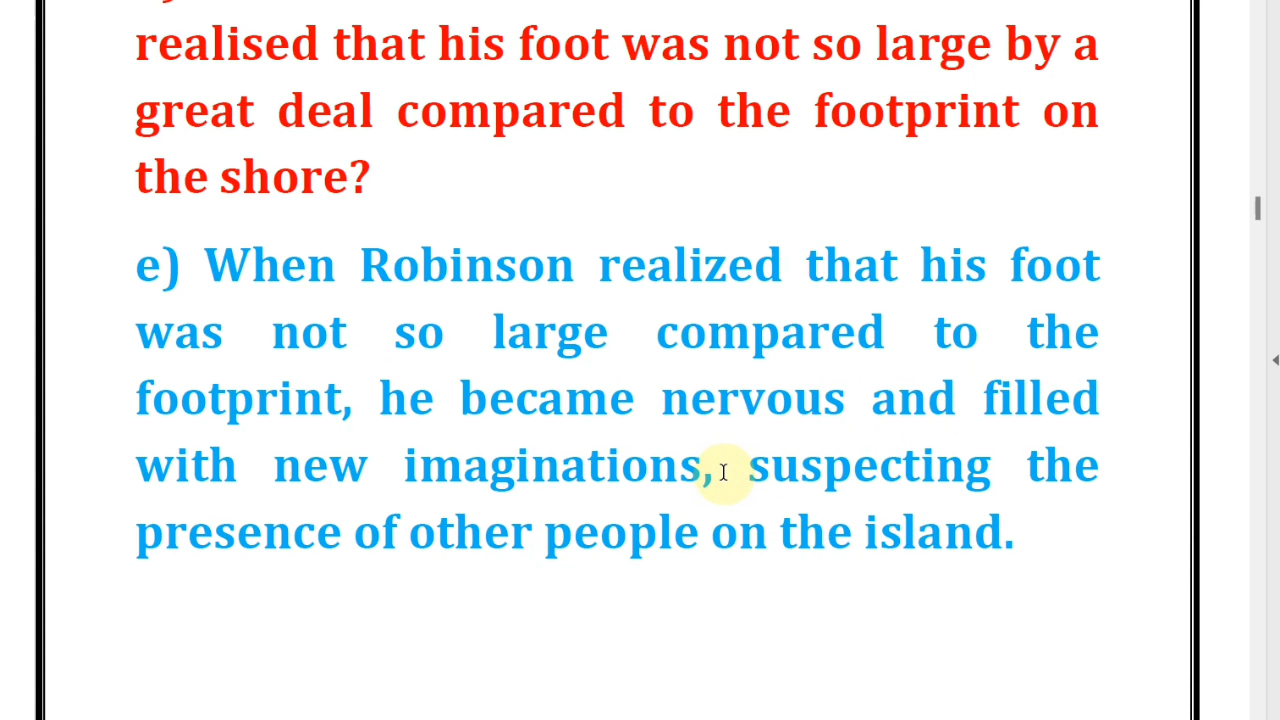 realised that his foot was not so large by a
great deal compared to the footprint on
the shore?
e) When Robinson realized that his foot
was not so large compared to the
footprint, he became nervous and filled
with new imaginations, suspecting the
presence of other people on the island.